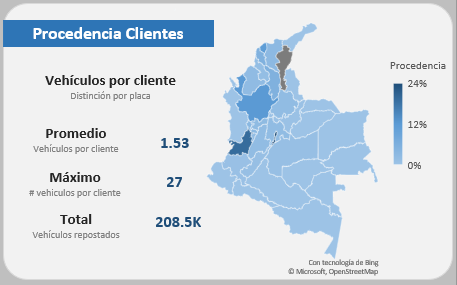 Procedencia Clientes
Vehículos por cliente
Distinción por placa
Promedio
Vehículos por cliente
1.53
Máximo
# vehiculos por cliente
27
Total
Vehículos repostados
208.5K
Procedencia
24%
12%
0%
Con tecnología de Bing
© Microsoft, OpenStreetMap